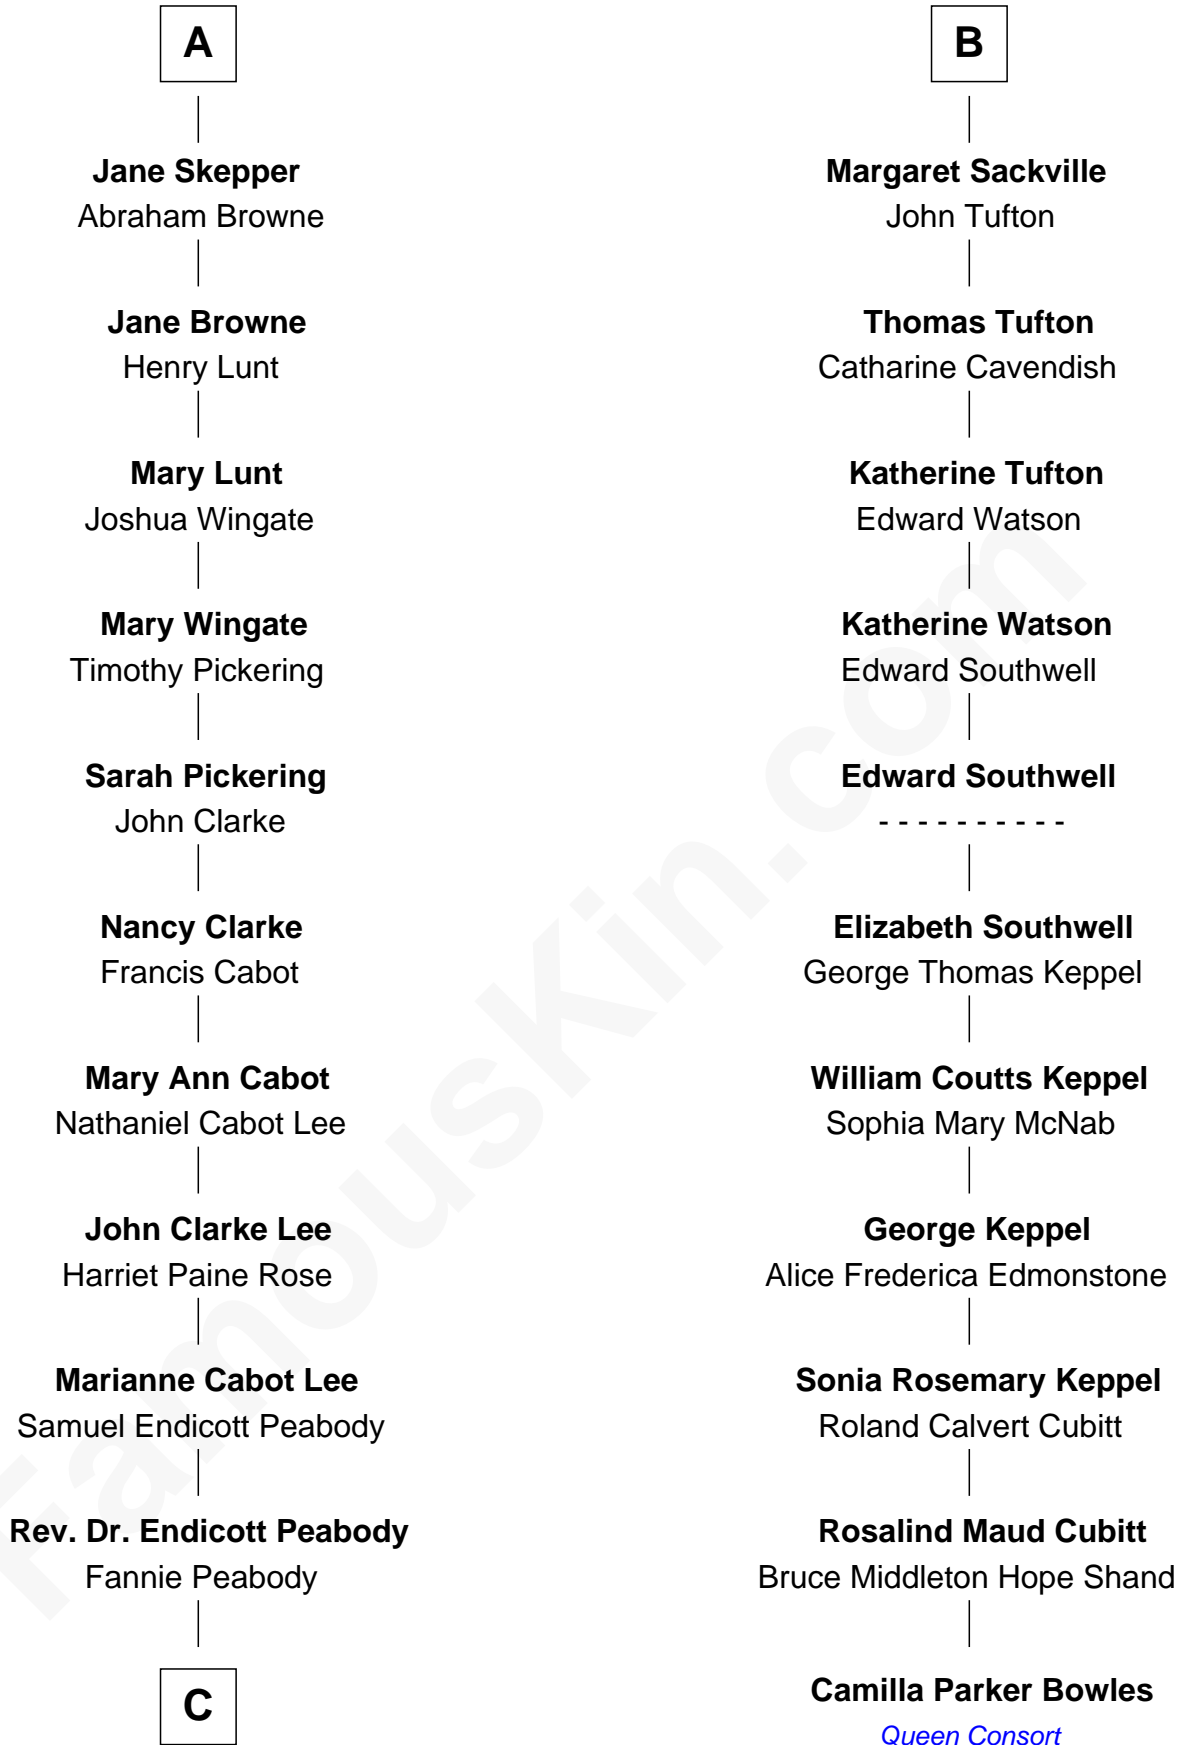 A
Jane Skepper
Abraham Browne
Jane Browne
Henry Lunt
Mary Lunt
Joshua Wingate
Mary Wingate
Timothy Pickering
Sarah Pickering
John Clarke
Nancy Clarke
Francis Cabot
Mary Ann Cabot
Nathaniel Cabot Lee
John Clarke Lee
Harriet Paine Rose
Marianne Cabot Lee
Samuel Endicott Peabody
Rev. Dr. Endicott Peabody
Fannie Peabody
C
B
Margaret Sackville
John Tufton
Thomas Tufton
Catharine Cavendish
Katherine Tufton
Edward Watson
Katherine Watson
Edward Southwell
Edward Southwell
- - - - - - - - - -
Elizabeth Southwell
George Thomas Keppel
William Coutts Keppel
Sophia Mary McNab
George Keppel
Alice Frederica Edmonstone
Sonia Rosemary Keppel
Roland Calvert Cubitt
Rosalind Maud Cubitt
Bruce Middleton Hope Shand
Camilla Parker Bowles
Queen Consort
FamousKin.com